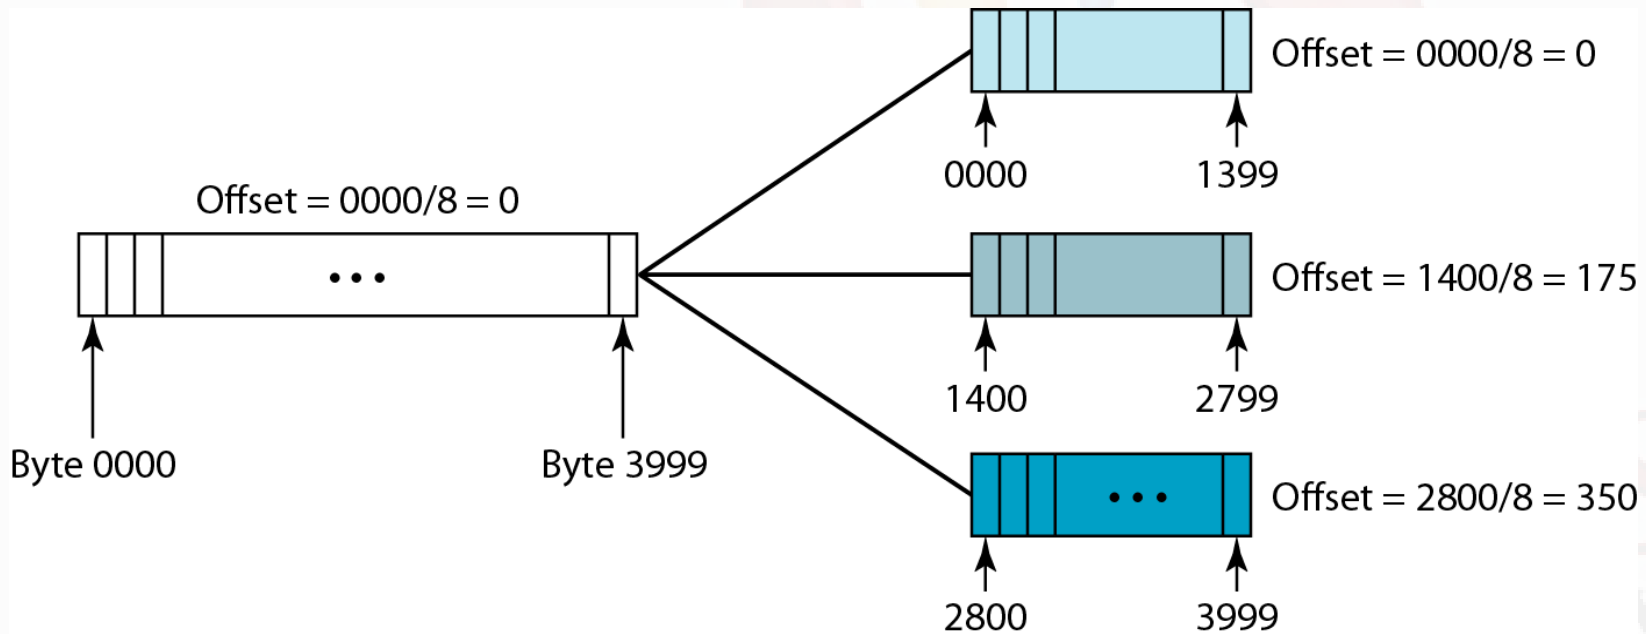 Offset = 0000/8 = 0
0000
1399
Offset = 0000/8 = 0
Byte 0000
Byte 3999
Offset = 1400/8 = 175
1400
2799
Offset = 2800/8 = 350
2800
3999